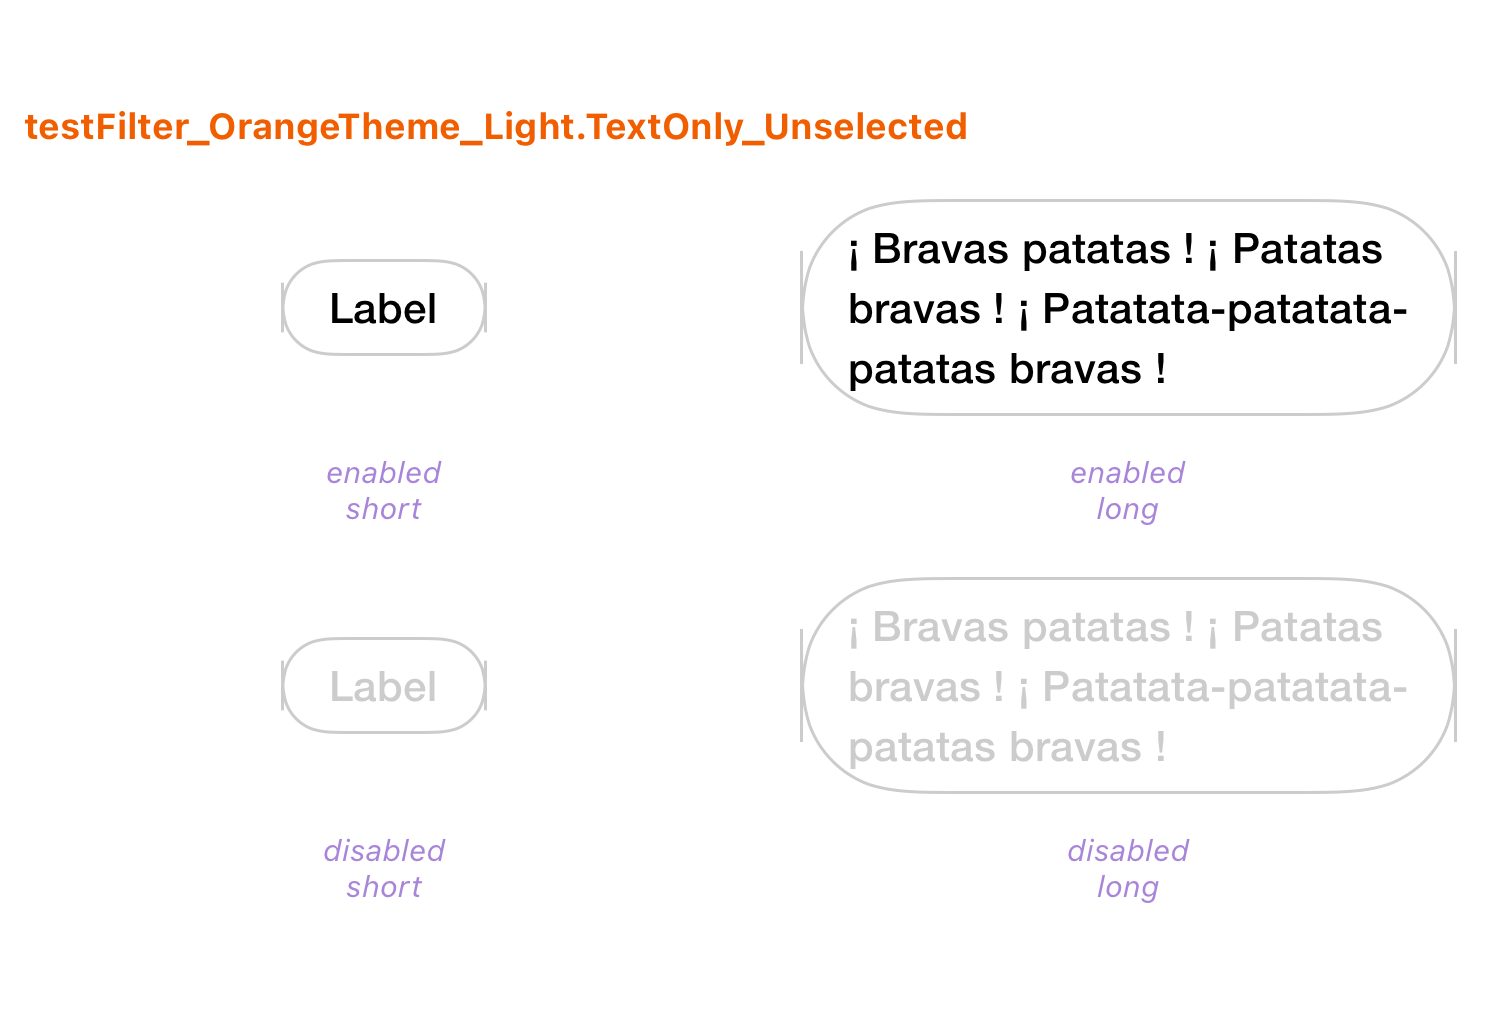 testFilter_OrangeTheme_Light.TextOnly_Unselected
Label
¡ Bravas patatas ! ¡ Patatas
bravas ! ¡ Patatata-patatata-
patatas bravas !
enabled
short
enabled
long
Label
¡ Bravas patatas ! ¡ Patatas
bravas ! ¡ Patatata-patatata-
patatas bravas !
disabled
short
disabled
long